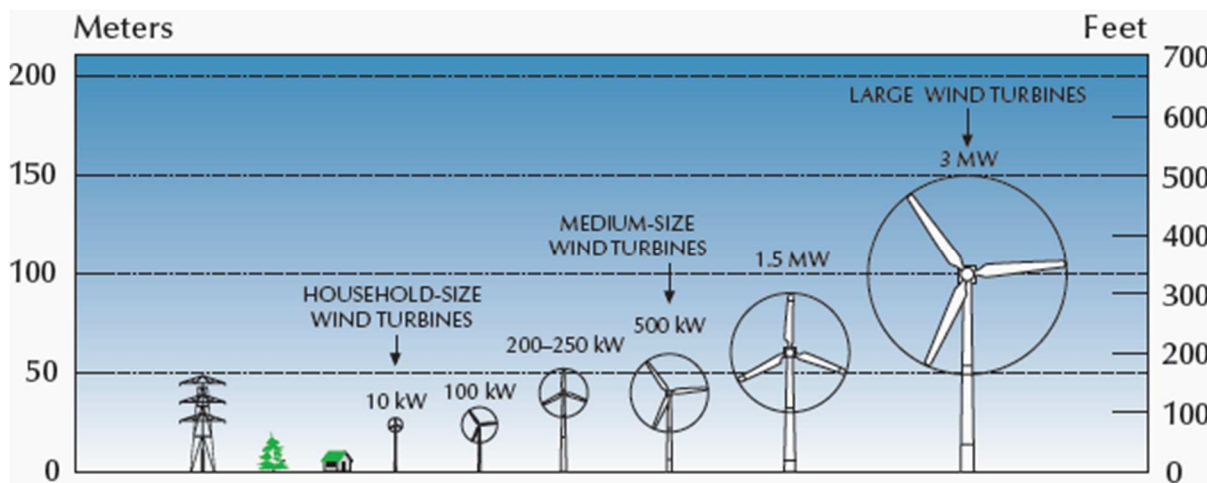 Meters
Feet
200
150
100
50
0
700
600
500
400
300
200
100
0
LARGE WIND TURBINES
3 MW
MEDIUM-SIZE
WIND TURBINES
1.5 MW
HOUSEHOLD-SIZE
WIND TURBINES
500 kW
200–250 kW
100 kW
10 kW